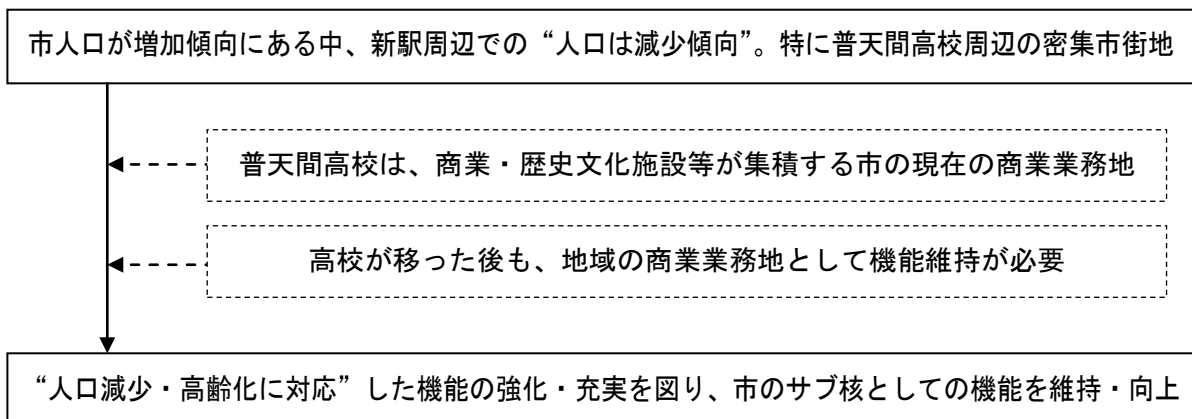 市人口が増加傾向にある中、新駅周辺での“人口は減少傾向”。特に普天間高校周辺の密集市街地
普天間高校は、商業・歴史文化施設等が集積する市の現在の商業業務地
高校が移った後も、地域の商業業務地として機能維持が必要
“人口減少・高齢化に対応”した機能の強化・充実を図り、市のサブ核としての機能を維持・向上